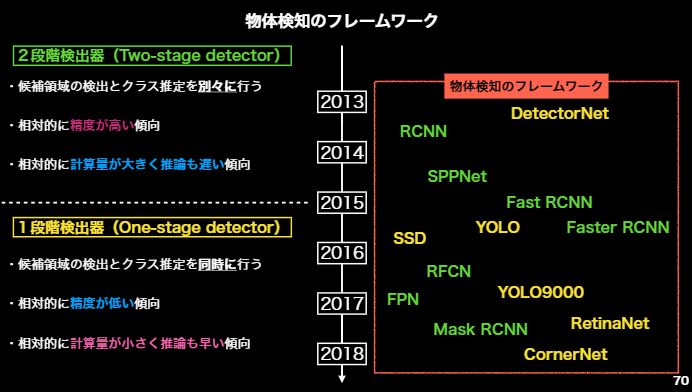 物体検知のフレームワーク
2段階検出器（Two-stage detector）
・候補領域の検出とクラス推定を別々に行う
・相対的に精度が高い傾向
・相対的に計算量が大きく推論も遅い傾向
1段階検出器（One-stage detector）
・候補領域の検出とクラス推定を同時に行う
・相対的に精度が低い傾向
・相対的に計算量が小さく推論も早い傾向
2013
2014
2015
2016
2017
2018
物体検知のフレームワーク
DetectorNet
RCNN
SPPNet
Fast RCNN
YOLO
Faster RCNN
SSD
RFCN
FPN
YOLO9000
Mask RCNN
RetinaNet
CornerNet
70